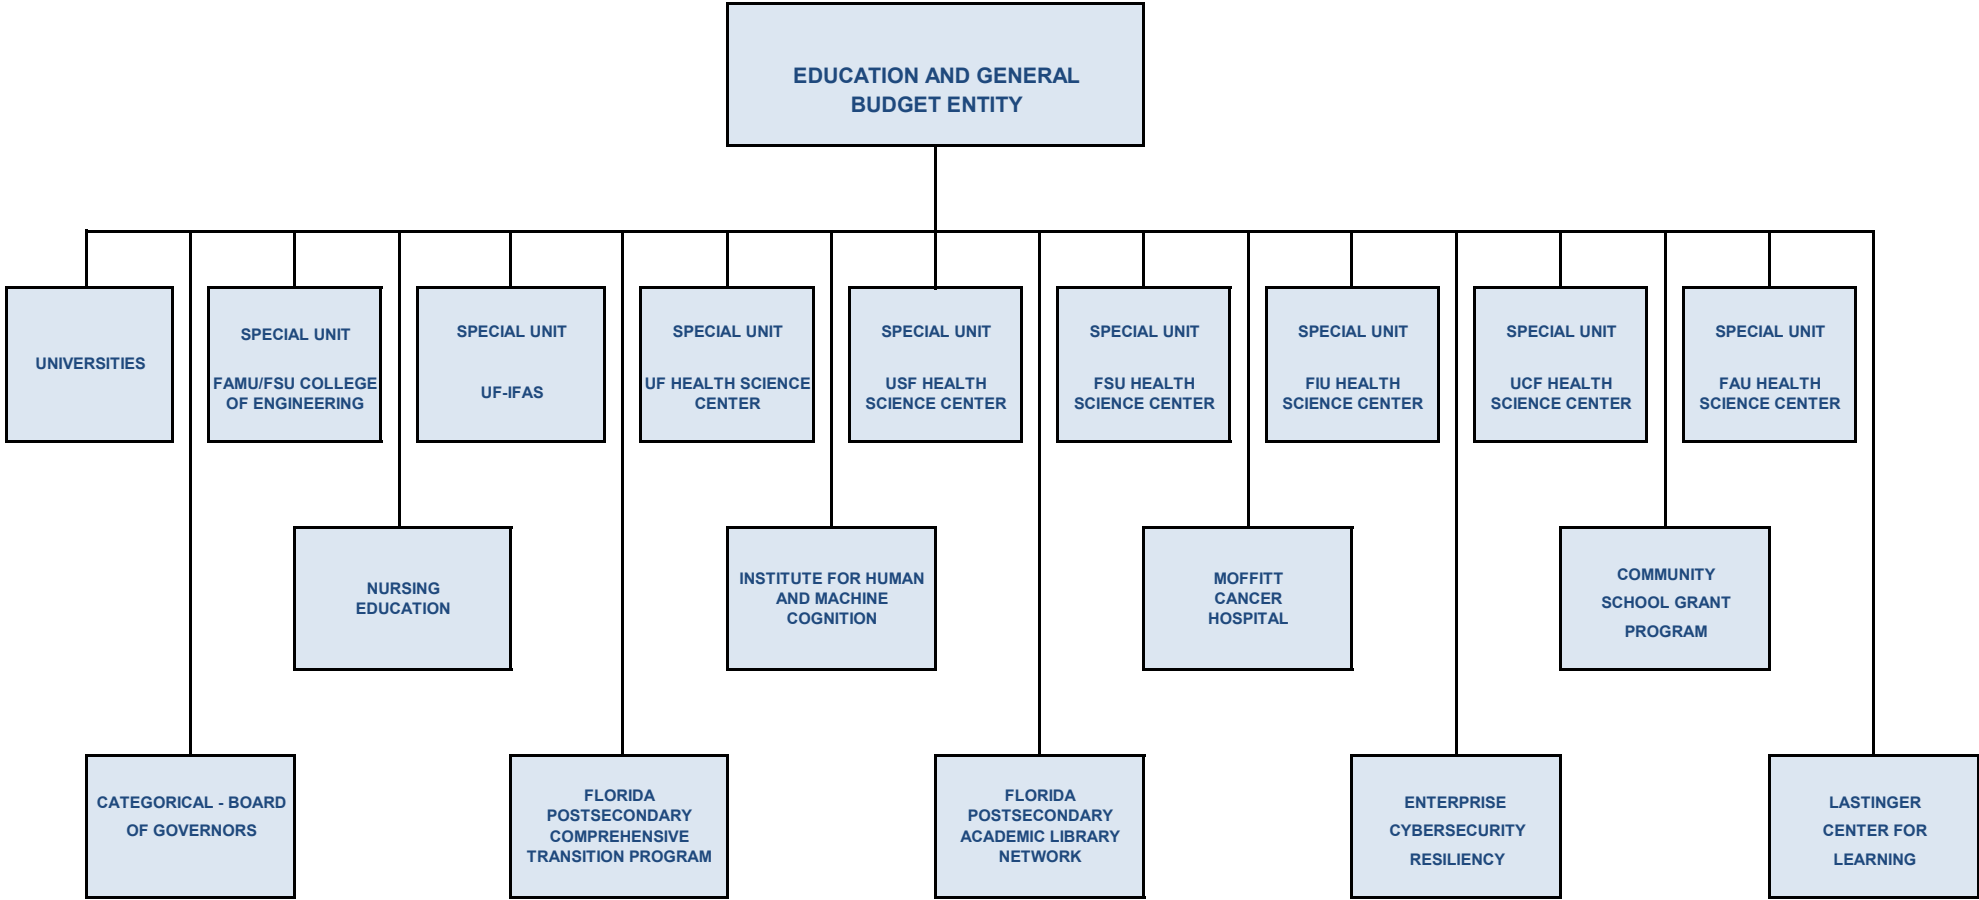 EDUCATION AND GENERAL
BUDGET ENTITY
UNIVERSITIES
SPECIAL UNIT
FAMU/FSU COLLEGE
OF ENGINEERING
SPECIAL UNIT
UF-IFAS
SPECIAL UNIT
UF HEALTH SCIENCE
CENTER
SPECIAL UNIT
USF HEALTH
SCIENCE CENTER
SPECIAL UNIT
FSU HEALTH
SCIENCE CENTER
SPECIAL UNIT
FIU HEALTH
SCIENCE CENTER
SPECIAL UNIT
UCF HEALTH
SCIENCE CENTER
SPECIAL UNIT
FAU HEALTH
SCIENCE CENTER
NURSING
EDUCATION
INSTITUTE FOR HUMAN
AND MACHINE
COGNITION
MOFFITT
CANCER
HOSPITAL
COMMUNITY
SCHOOL GRANT
PROGRAM
CATEGORICAL - BOARD
OF GOVERNORS
FLORIDA
POSTSECONDARY
COMPREHENSIVE
TRANSITION PROGRAM
FLORIDA
POSTSECONDARY
ACADEMIC LIBRARY
NETWORK
ENTERPRISE
CYBERSECURITY
RESILIENCY
LASTINGER
CENTER FOR
LEARNING